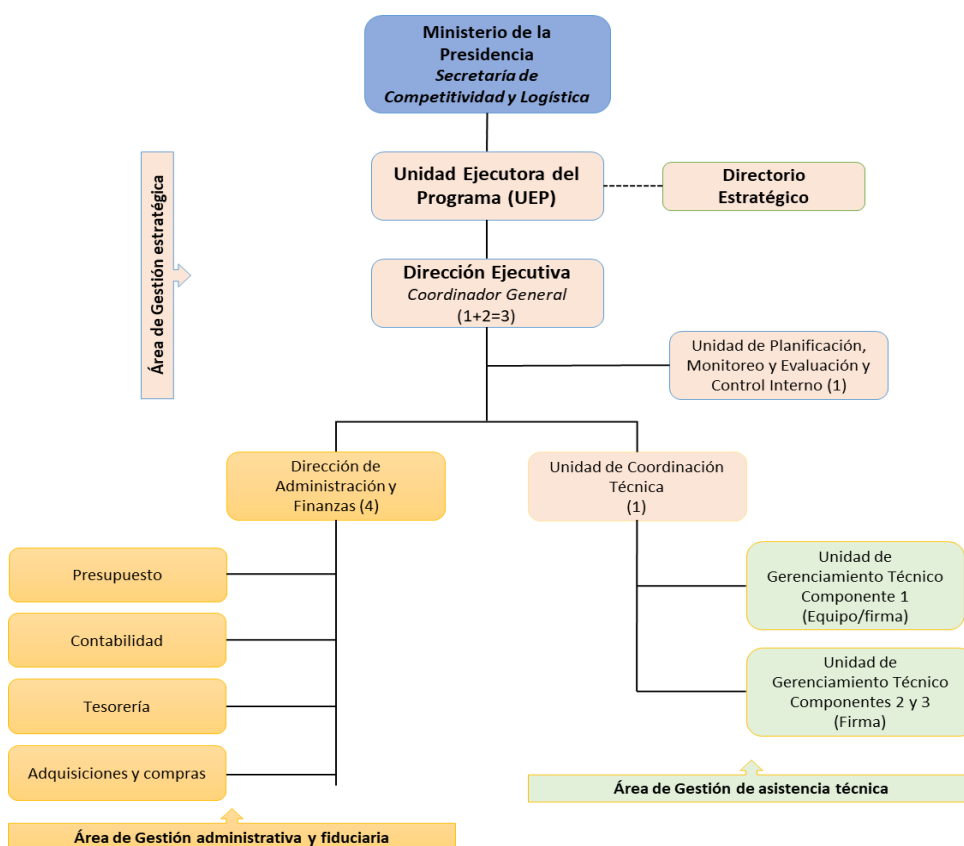 Ministerio de la
Presidencia
Secretaría de
Competitividad y Logística
Unidad Ejecutora del
Programa (UEP)
Directorio
Estratégico
Área de Gestión estratégica
Dirección Ejecutiva
Coordinador General
(1+2=3)
Unidad de Planificación,
Monitoreo y Evaluación y
Control Interno (1)
Dirección de
Administración y
Finanzas (4)
Unidad de Coordinación
Técnica
(1)
Presupuesto
Contabilidad
Tesorería
Adquisiciones y compras
Unidad de
Gerenciamiento Técnico
Componente 1
(Equipo/firma)
Unidad de
Gerenciamiento Técnico
Componentes 2 y 3
(Firma)
Área de Gestión de asistencia técnica
Área de Gestión administrativa y fiduciaria